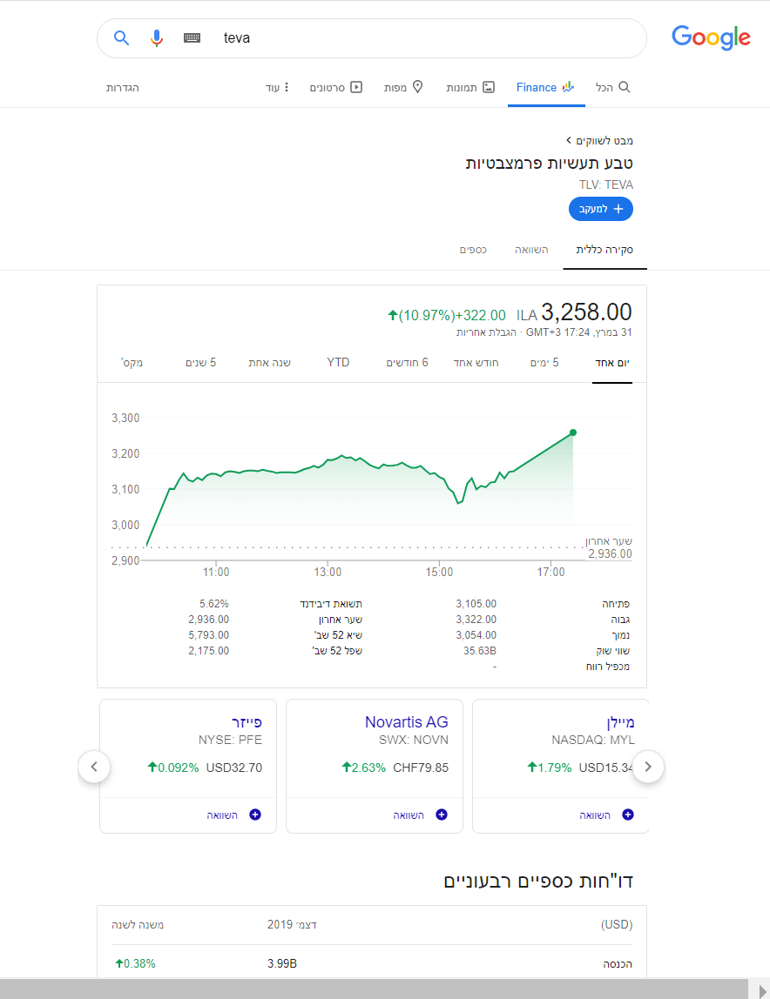 teva
Google
הכל Finance תמונות מפות סרטונים עוד הגדרות
מבט לשווקים
טבע תעשיות פרמצבטיות
TLV: TEVA
+ למעקב
סקירה כללית השוואה כספים
3,258.00 ILA +322.00 (10.97%)
31 במרץ, 17:24 GMT+3 · הגבלת אחריות
יום אחד 5 ימים חודש אחד 6 חודשים YTD שנה אחת 5 שנים מקס'
3,300
3,200
3,100
3,000
שער אחרון
2,936.00
2,900
11:00 13:00 15:00 17:00
פתיחה 3,105.00 תשואת דיבידנד 5.62%
גבוה 3,322.00 שער אחרון 2,936.00
נמוך 3,054.00 שיא 52 שב' 5,793.00
שווי שוק 35.63B שפל 52 שב' 2,175.00
מכפיל רווח -
מיילן Novartis AG פייזר
NASDAQ: MYL SWX: NOVN NYSE: PFE
USD15.34 1.79% CHF79.85 2.63% USD32.70 0.092%
השוואה השוואה השוואה
דו"חות כספיים רבעוניים
(USD) דצמ׳ 2019 משנה לשנה
הכנסה 3.99B 0.38%